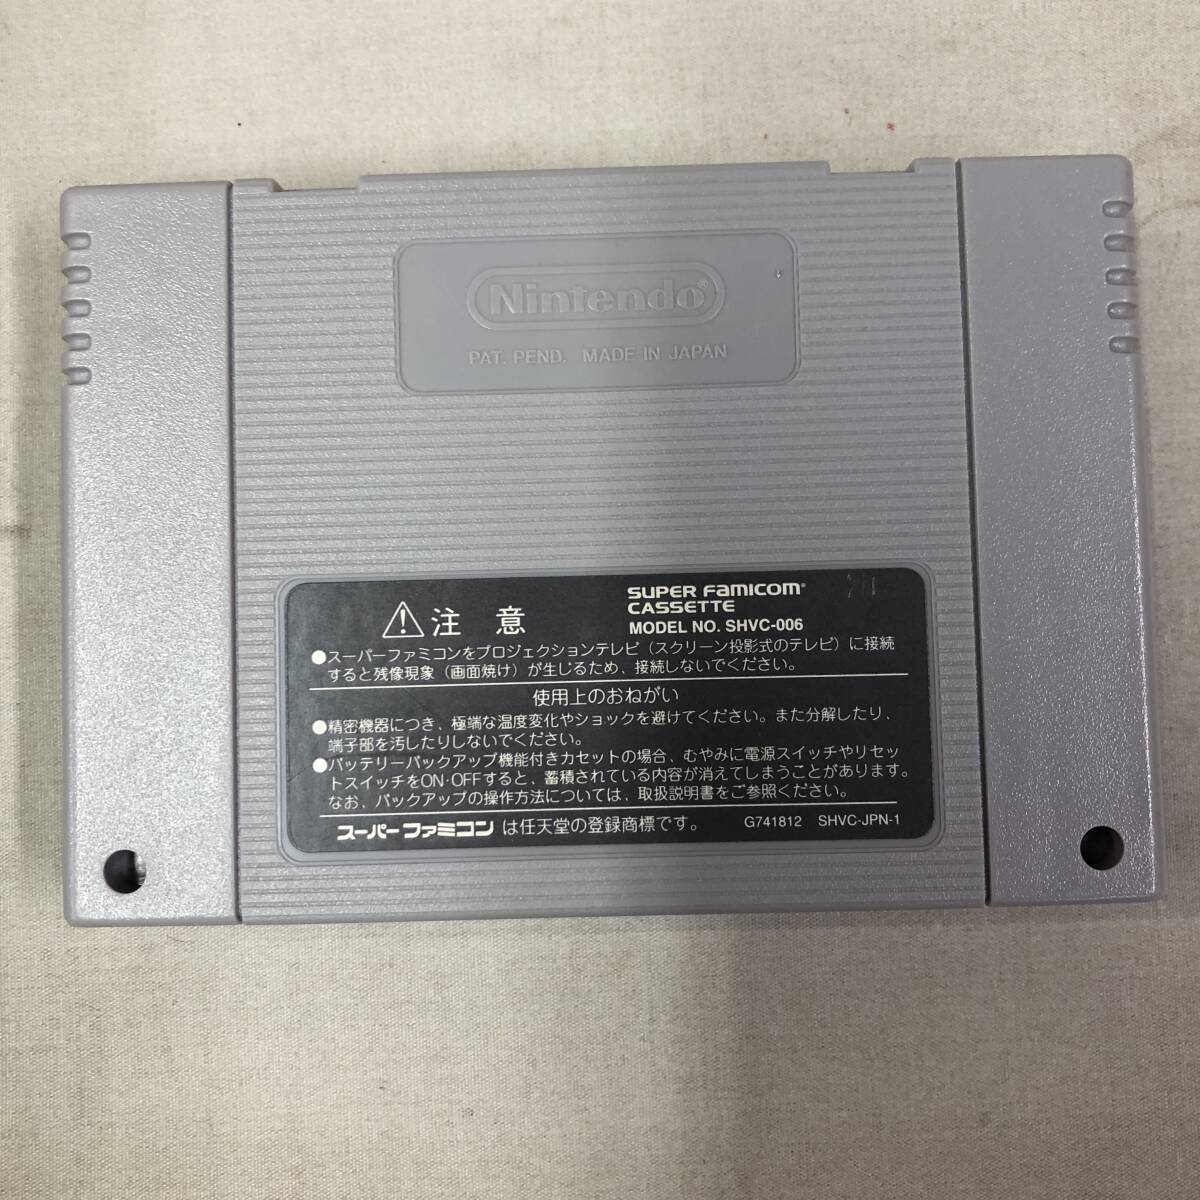 Nintendo®
PAT. PEND. MADE IN JAPAN
⚠注意
SUPER FAMICOM®
CASSETTE
MODEL NO. SHVC-006
●スーパーファミコンをプロジェクションテレビ（スクリーン投影式のテレビ）に接続
すると残像現象（画面焼け）が生じるため、接続しないでください。
使用上のおねがい
●精密機器につき、極端な温度変化やショックを避けてください。また分解したり、
端子部を汚したりしないでください。
●バッテリーバックアップ機能付きカセットの場合、むやみに電源スイッチやリセッ
トスイッチをON・OFFすると、蓄積されている内容が消えてしまうことがあります。
なお、バックアップの操作方法については、取扱説明書をご参照ください。
スーパーファミコンは任天堂の登録商標です。 G741812 SHVC-JPN-1